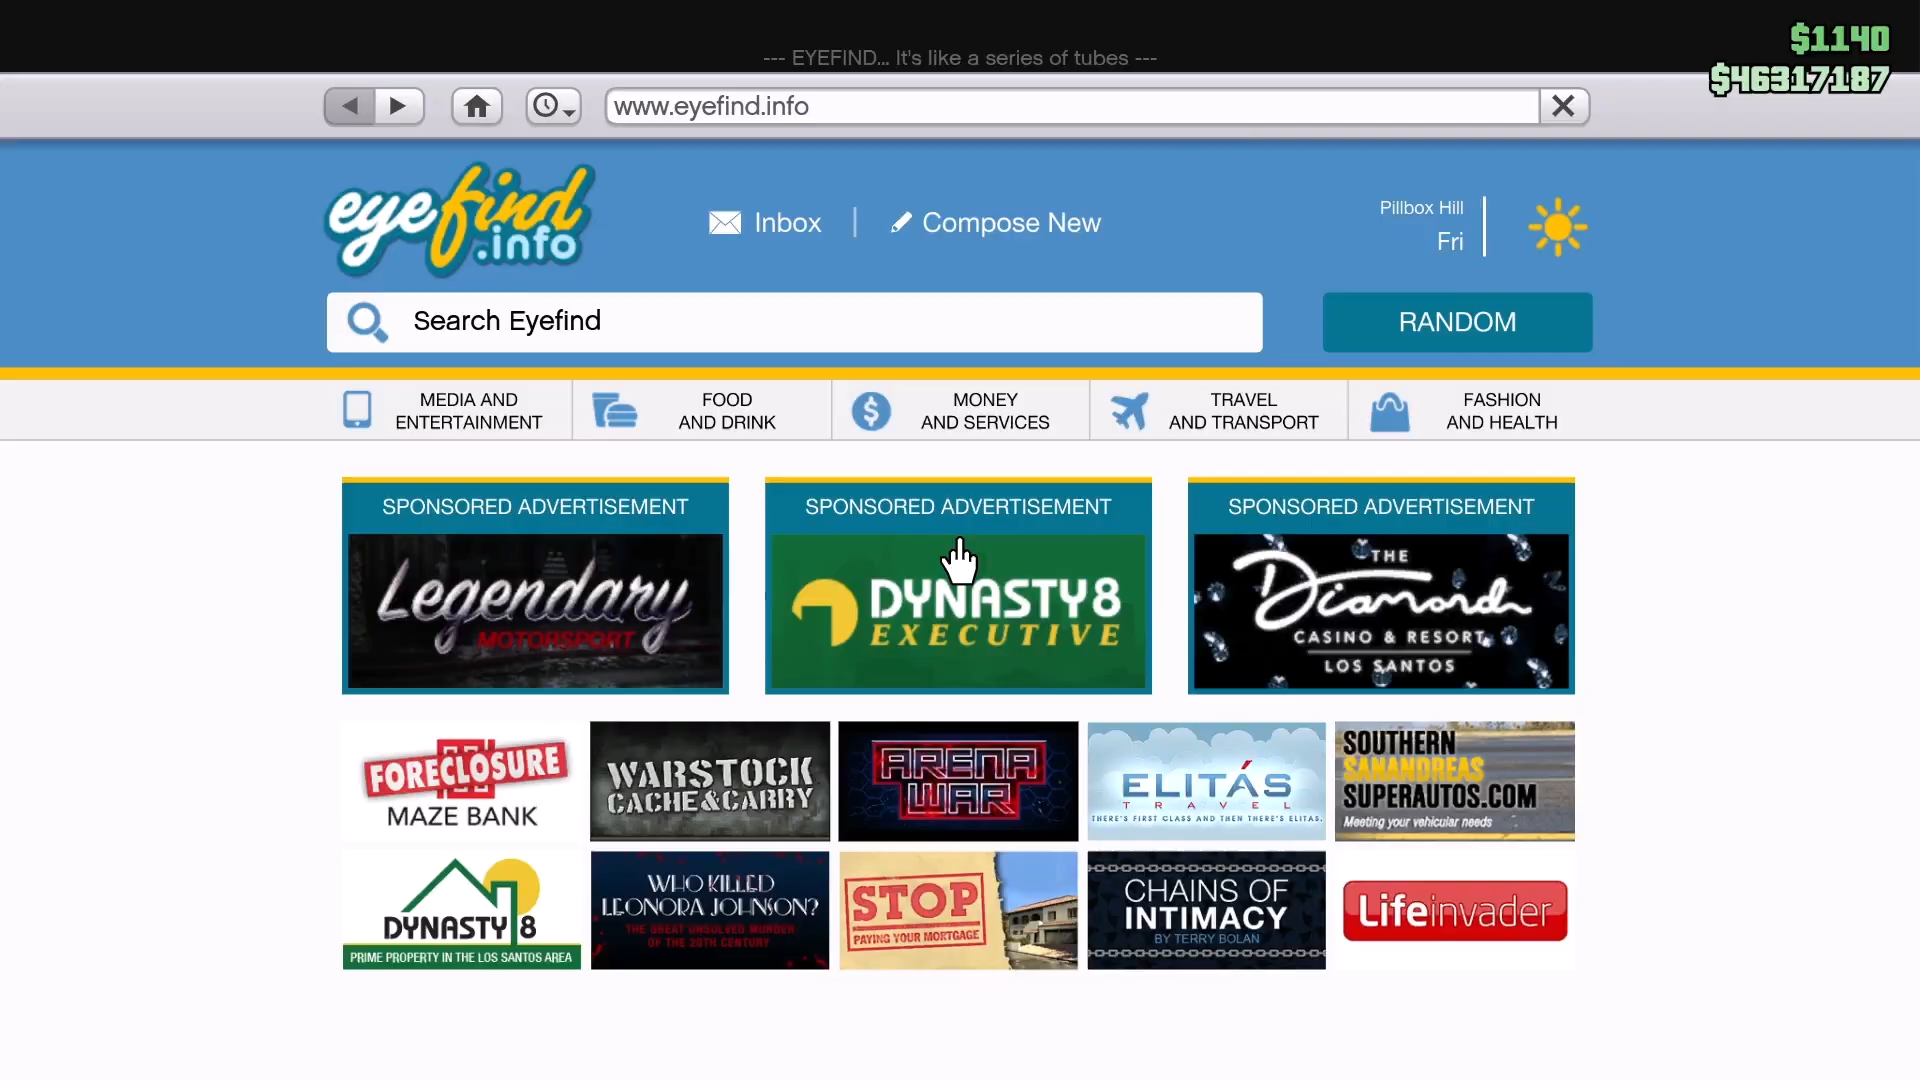 $1140
--- EYEFIND... It's like a series of tubes ---
$46317187
www.eyefind.info
eyefind
.info
Inbox
Compose New
Pillbox Hill
Fri
Search Eyefind
RANDOM
MEDIA AND
ENTERTAINMENT
FOOD
AND DRINK
MONEY
AND SERVICES
TRAVEL
AND TRANSPORT
FASHION
AND HEALTH
SPONSORED ADVERTISEMENT
Legendary
MOTORSPORT
SPONSORED ADVERTISEMENT
DYNASTY8
EXECUTIVE
SPONSORED ADVERTISEMENT
THE
Diamond
CASINO & RESORT
LOS SANTOS
FORECLOSURE
MAZE BANK
WARSTOCK
CACHE&CARRY
ARENA
WAR
ELITÁS
TRAVEL
THERE'S FIRST CLASS AND THEN THERE'S ELITAS.
SOUTHERN
SANANDREAS
SUPERAUTOS.COM
Meeting your vehicular needs
DYNASTY 8
PRIME PROPERTY IN THE LOS SANTOS AREA
WHO KILLED
LEONORA JOHNSON?
THE GREAT UNSOLVED MURDER
OF THE 20TH CENTURY
STOP
PAYING YOUR MORTGAGE
CHAINS OF
INTIMACY
BY TERRY BOLAN
Lifeinvader